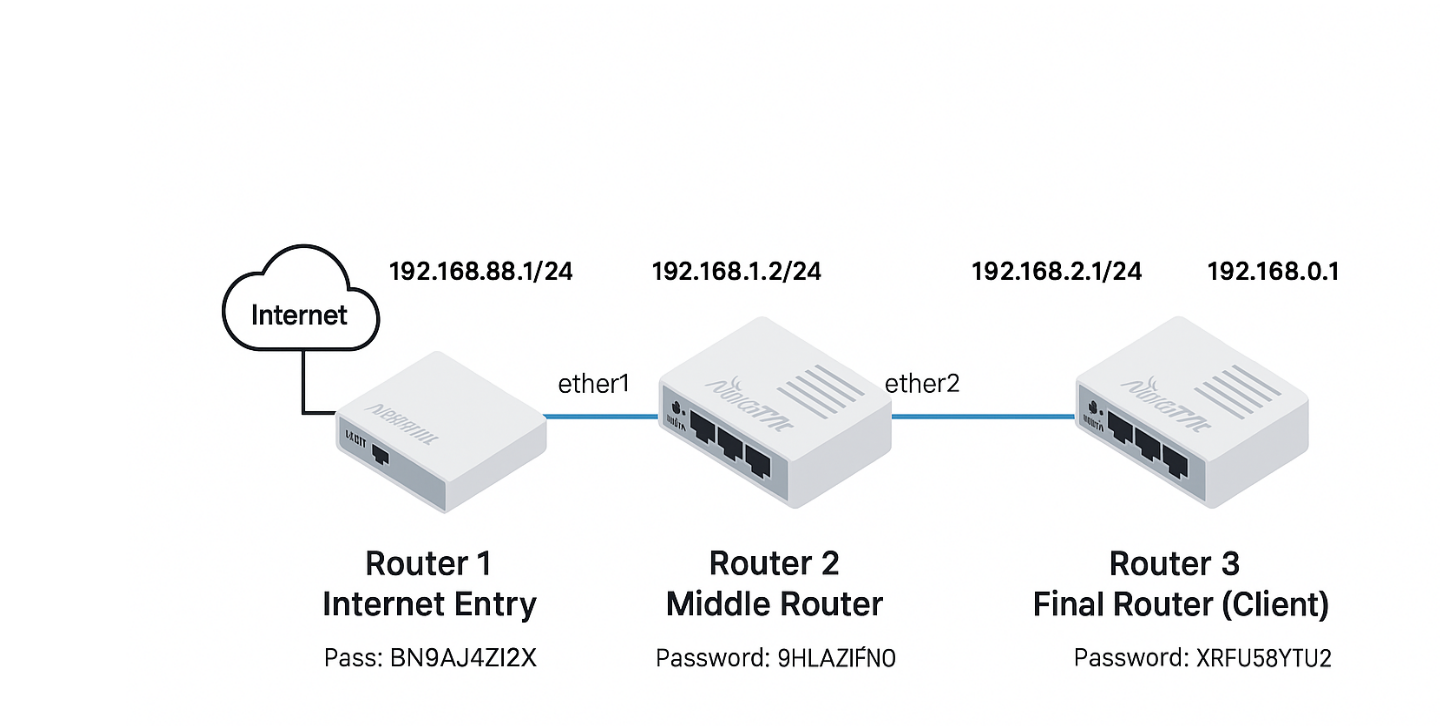 192.168.88.1/24
192.168.1.2/24
192.168.2.1/24
192.168.0.1
Internet
ether1
ether2
Router 1
Internet Entry
Pass: BN9AJ4ZI2X
Router 2
Middle Router
Password: 9HLAZIFN0
Router 3
Final Router (Client)
Password: XRFU58YTU2